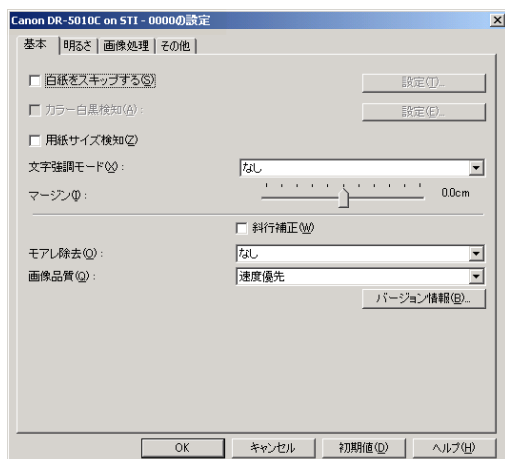 Canon DR-5010C on STI - 0000の設定
基本 明るさ 画像処理 その他
白紙をスキップする(S) 設定(T)...
カラー白黒検知(A): 設定(E)...
用紙サイズ検知(Z)
文字強調モード(X): なし
マージン(I): 0.0cm
斜行補正(W)
モアレ除去(O): なし
画像品質(Q): 速度優先
バージョン情報(B)...
OK キャンセル 初期値(D) ヘルプ(H)